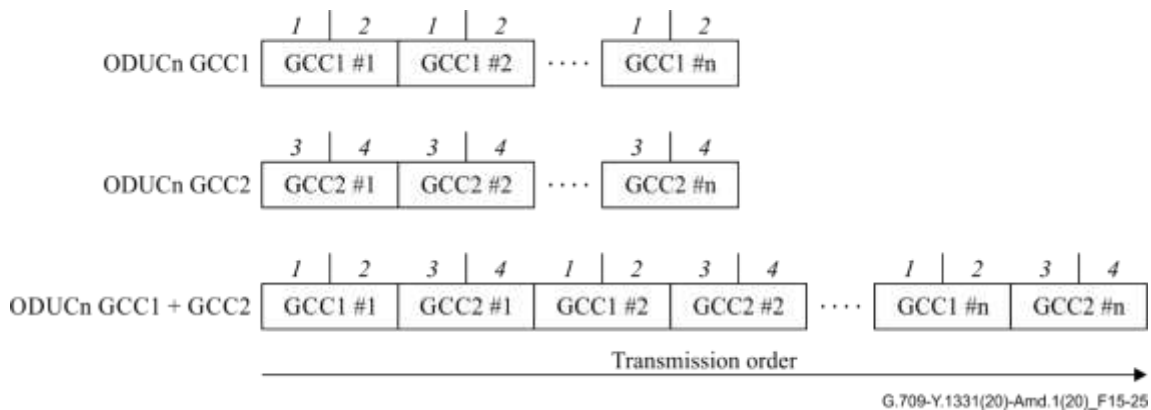 1 2 1 2 1 2
ODUCn GCC1 GCC1 #1 GCC1 #2 .... GCC1 #n
3 4 3 4 3 4
ODUCn GCC2 GCC2 #1 GCC2 #2 .... GCC2 #n
1 2 3 4 1 2 3 4 1 2 3 4
ODUCn GCC1 + GCC2 GCC1 #1 GCC2 #1 GCC1 #2 GCC2 #2 .... GCC1 #n GCC2 #n
Transmission order
G.709-Y.1331(20)-Amd.1(20)_F15-25